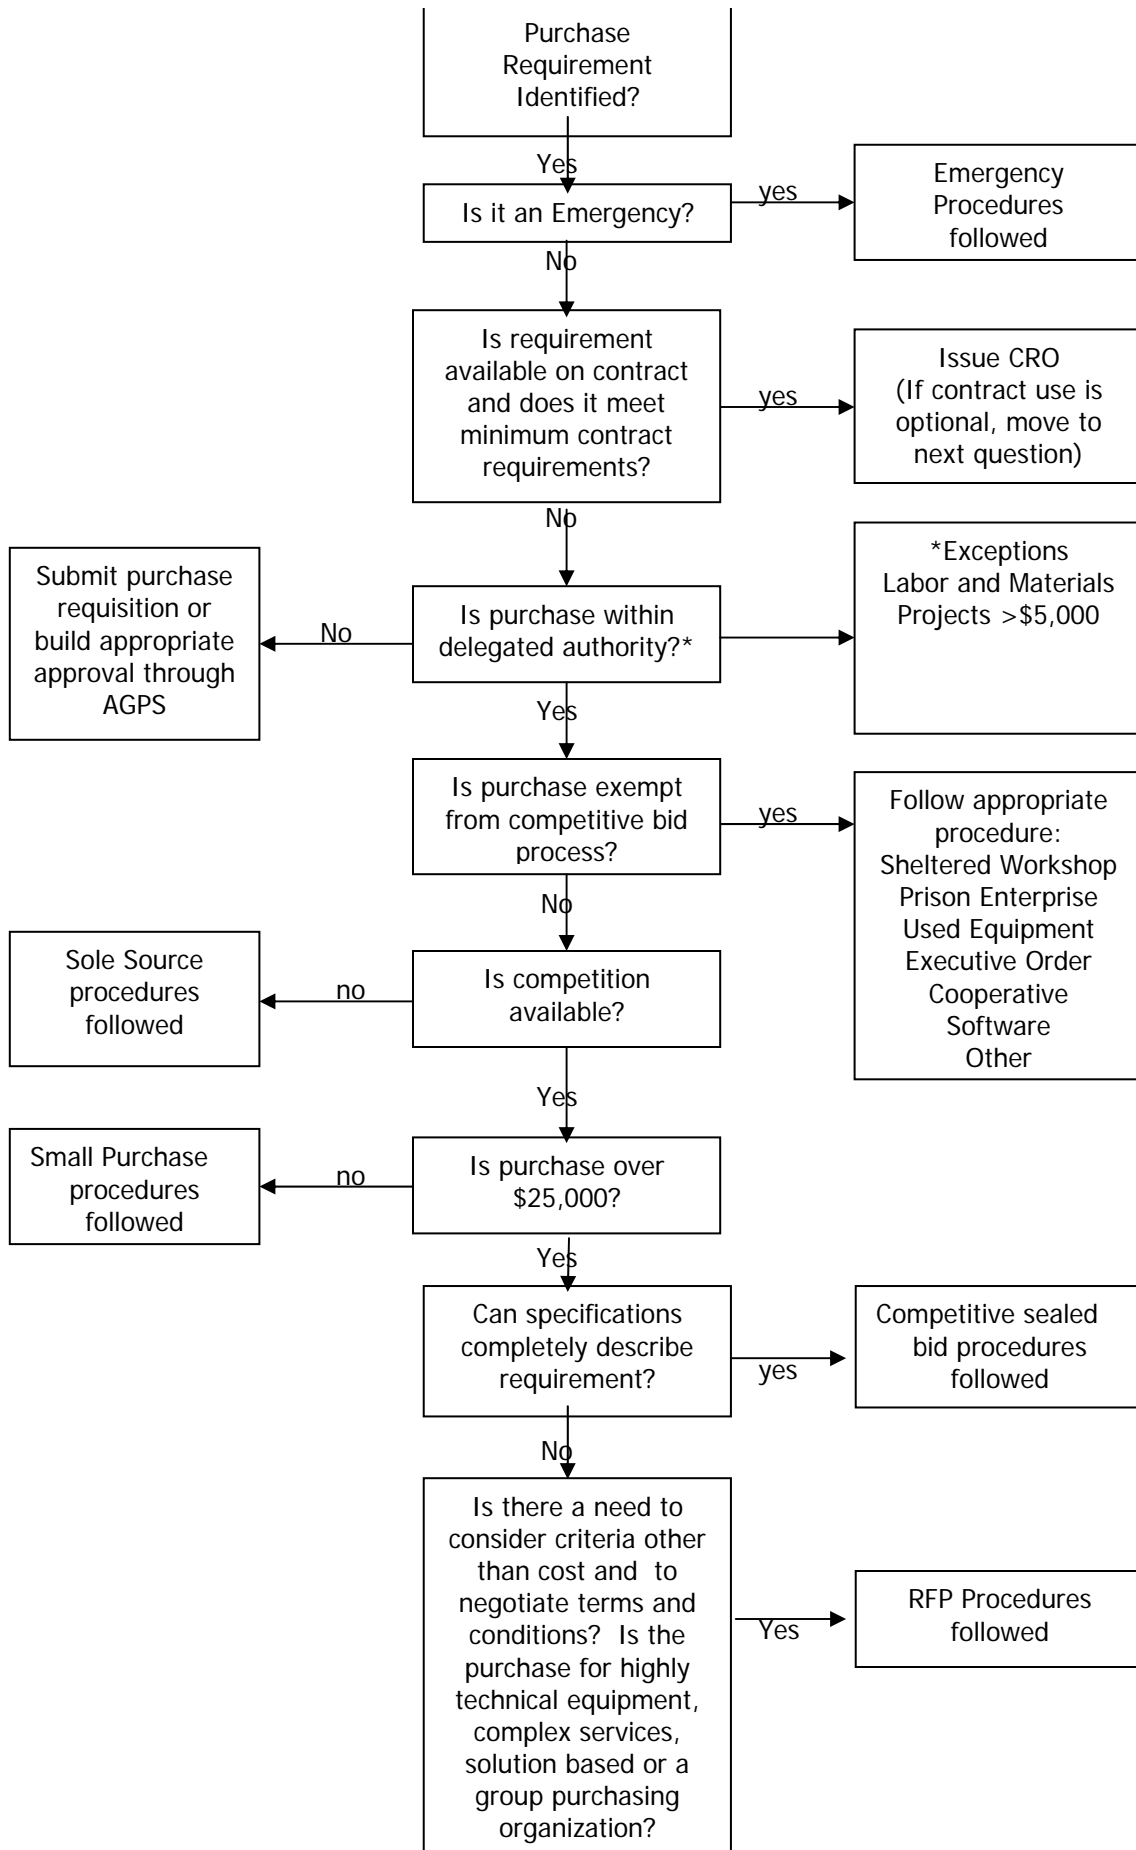 Purchase
Requirement
Identified?
Yes
Is it an Emergency?
yes
Emergency
Procedures
followed
No
Is requirement
available on contract
and does it meet
minimum contract
requirements?
yes
Issue CRO
(If contract use is
optional, move to
next question)
No
Submit purchase
requisition or
build appropriate
approval through
AGPS
No
Is purchase within
delegated authority?*
*Exceptions
Labor and Materials
Projects >$5,000
Yes
Is purchase exempt
from competitive bid
process?
yes
Follow appropriate
procedure:
Sheltered Workshop
Prison Enterprise
Used Equipment
Executive Order
Cooperative
Software
Other
No
Sole Source
procedures
followed
no
Is competition
available?
Yes
Small Purchase
procedures
followed
no
Is purchase over
$25,000?
Yes
Can specifications
completely describe
requirement?
yes
Competitive sealed
bid procedures
followed
No
Is there a need to
consider criteria other
than cost and to
negotiate terms and
conditions? Is the
purchase for highly
technical equipment,
complex services,
solution based or a
group purchasing
organization?
Yes
RFP Procedures
followed